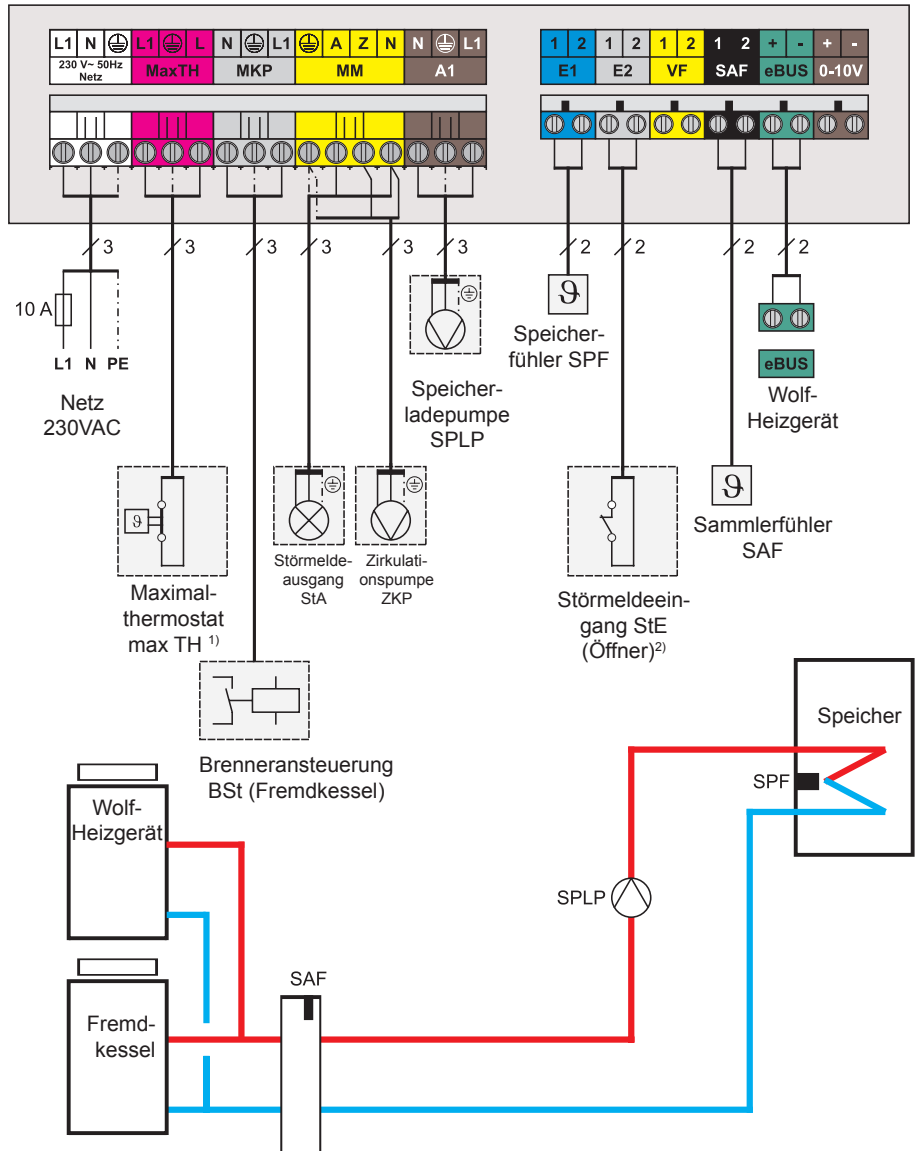 L1 N L1 L N L1 A Z N N L1
230 V~ 50Hz
Netz
MaxTH MKP MM A1
1 2 1 2 1 2 1 2 + - + -
E1 E2 VF SAF eBUS 0-10V
3 3 3 3 3 3 2 2 2 2
10 A
L1 N PE
Netz
230VAC
Maximal-
thermostat
max TH 1)
Brenneransteuerung
BSt (Fremdkessel)
Störmelde-
ausgang
StA
Zirkulati-
onspumpe
ZKP
Speicher-
ladepumpe
SPLP
ϑ
ϑ
Speicher-
fühler SPF
Störmeldeein-
gang StE
(Öffner)2)
ϑ
Sammlerfühler
SAF
eBUS
Wolf-
Heizgerät
Wolf-
Heizgerät
Fremd-
kessel
SAF
SPLP
SPF
Speicher